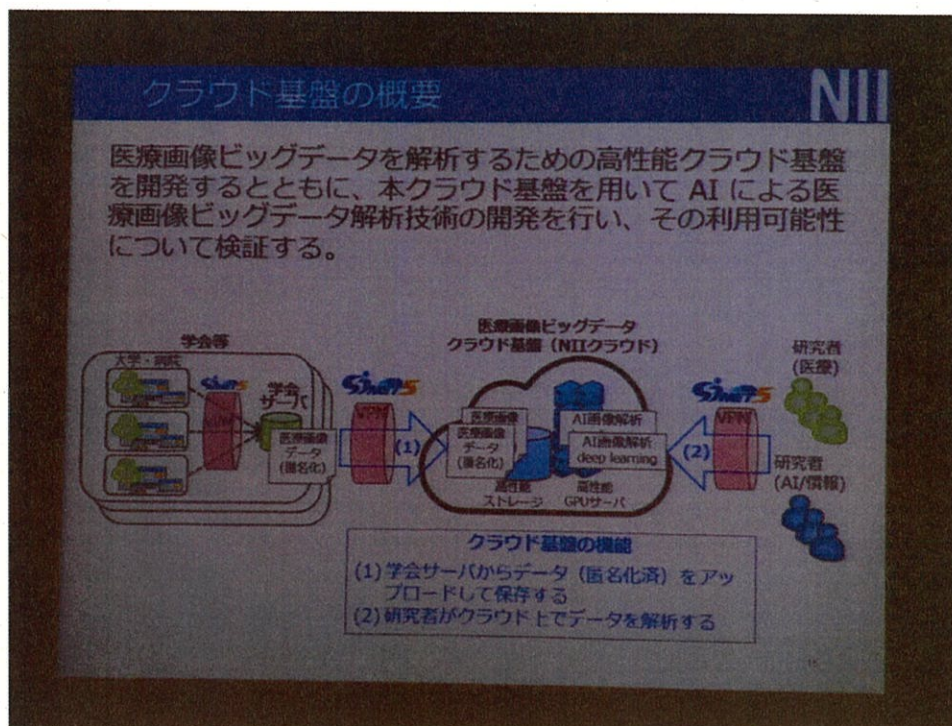 クラウド基盤の概要
NII
医療画像ビッグデータを解析するための高性能クラウド基盤
を開発するとともに、本クラウド基盤を用いて AI による医
療画像ビッグデータ解析技術の開発を行い、その利用可能性
について検証する。
学会等
大学・病院
SINET5
VPN
学会
サーバ
医療画像
データ
(匿名化)
SINET5
VPN
(1)
医療画像ビッグデータ
クラウド基盤（NIIクラウド）
医療画像
医療画像
データ
(匿名化)
高性能
ストレージ
AI画像解析
AI画像解析
deep learning
高性能
GPUサーバ
SINET5
VPN
(2)
研究者
(医療)
研究者
(AI/情報)
クラウド基盤の機能
(1) 学会サーバからデータ（匿名化済）をアッ
プロードして保存する
(2) 研究者がクラウド上でデータを解析する
15